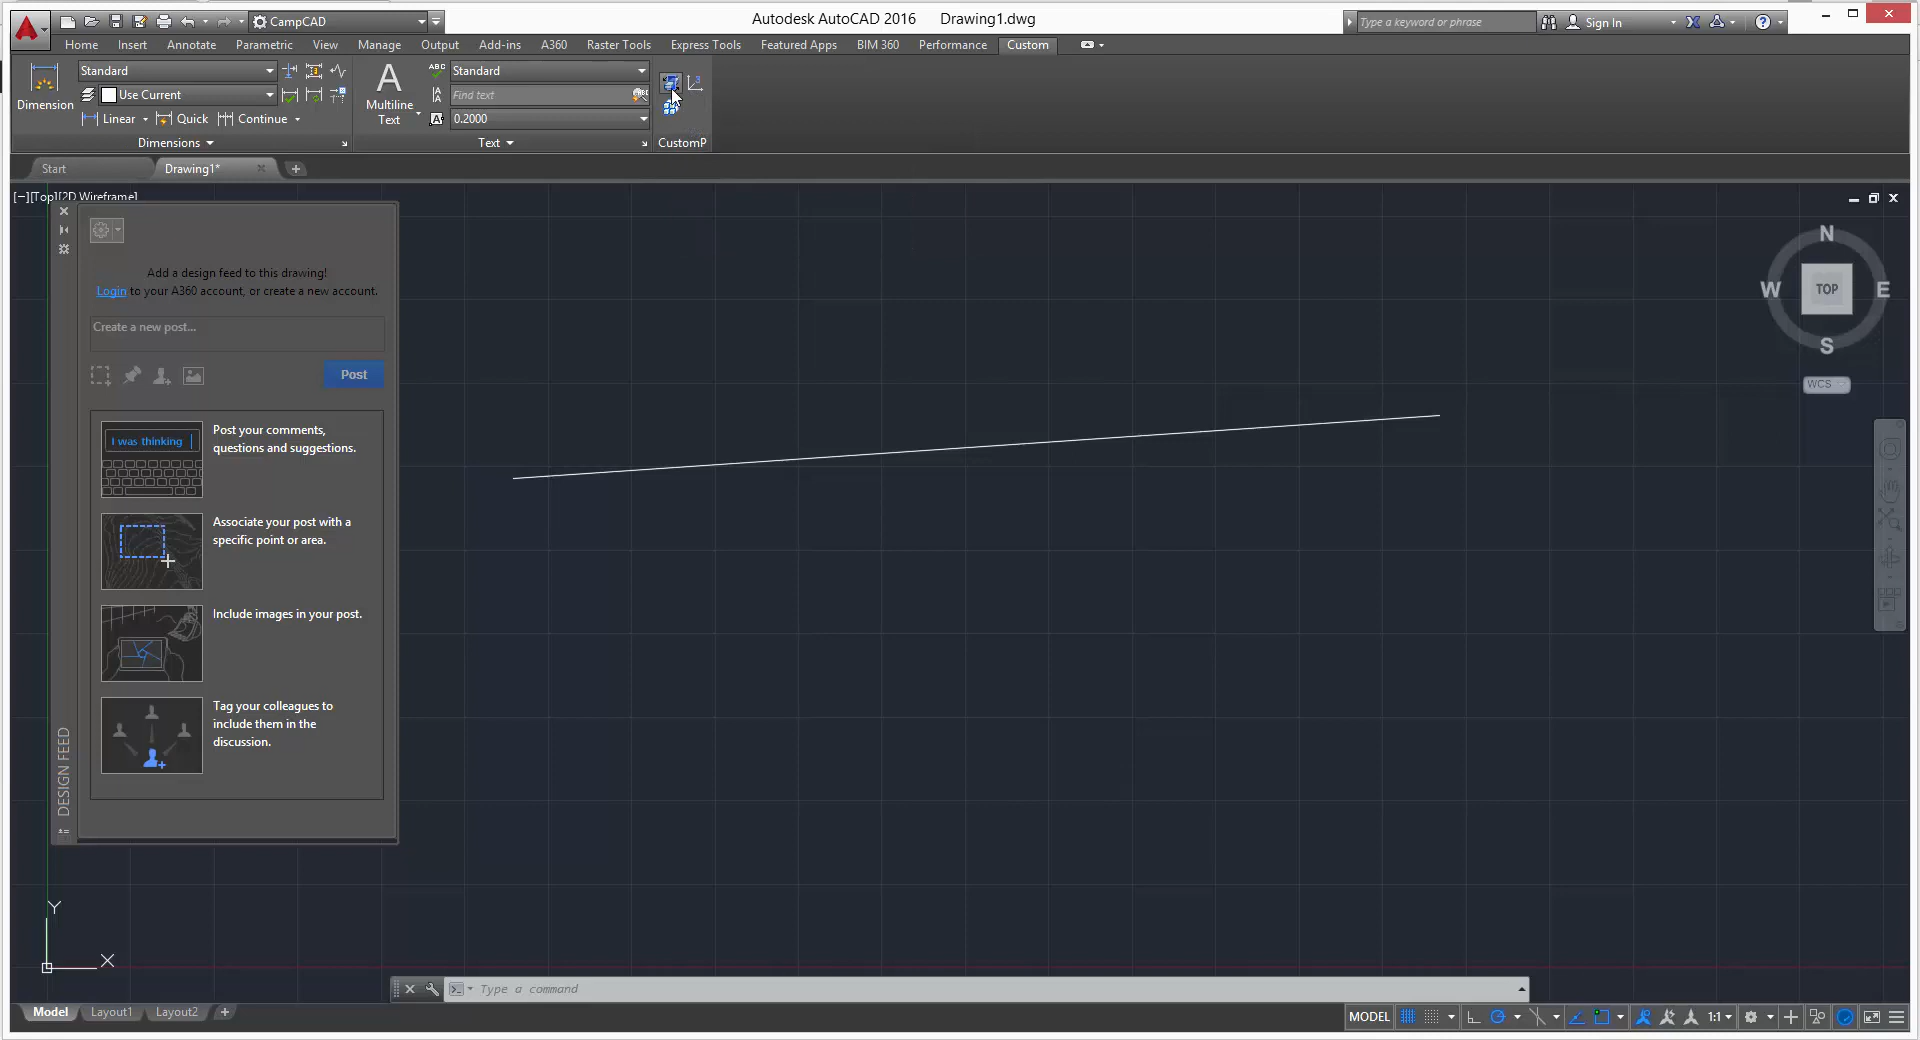 CampCAD
Autodesk AutoCAD 2016 Drawing1.dwg
Type a keyword or phrase
Sign In
Home Insert Annotate Parametric View Manage Output Add-ins A360 Raster Tools Express Tools Featured Apps BIM 360 Performance Custom
Dimension
Standard
Use Current
Linear Quick Continue
Dimensions
A
Multiline
Text
ABC
Standard
Find text
0.2000
Text
CustomP
Start
Drawing1*
[−][Top][2D Wireframe]
Add a design feed to this drawing!
Login to your A360 account, or create a new account.
Create a new post...
Post
I was thinking
Post your comments,
questions and suggestions.
Associate your post with a
specific point or area.
Include images in your post.
Tag your colleagues to
include them in the
discussion.
DESIGN FEED
N
W TOP E
S
WCS
Y
X
Type a command
Model Layout1 Layout2
MODEL
1:1